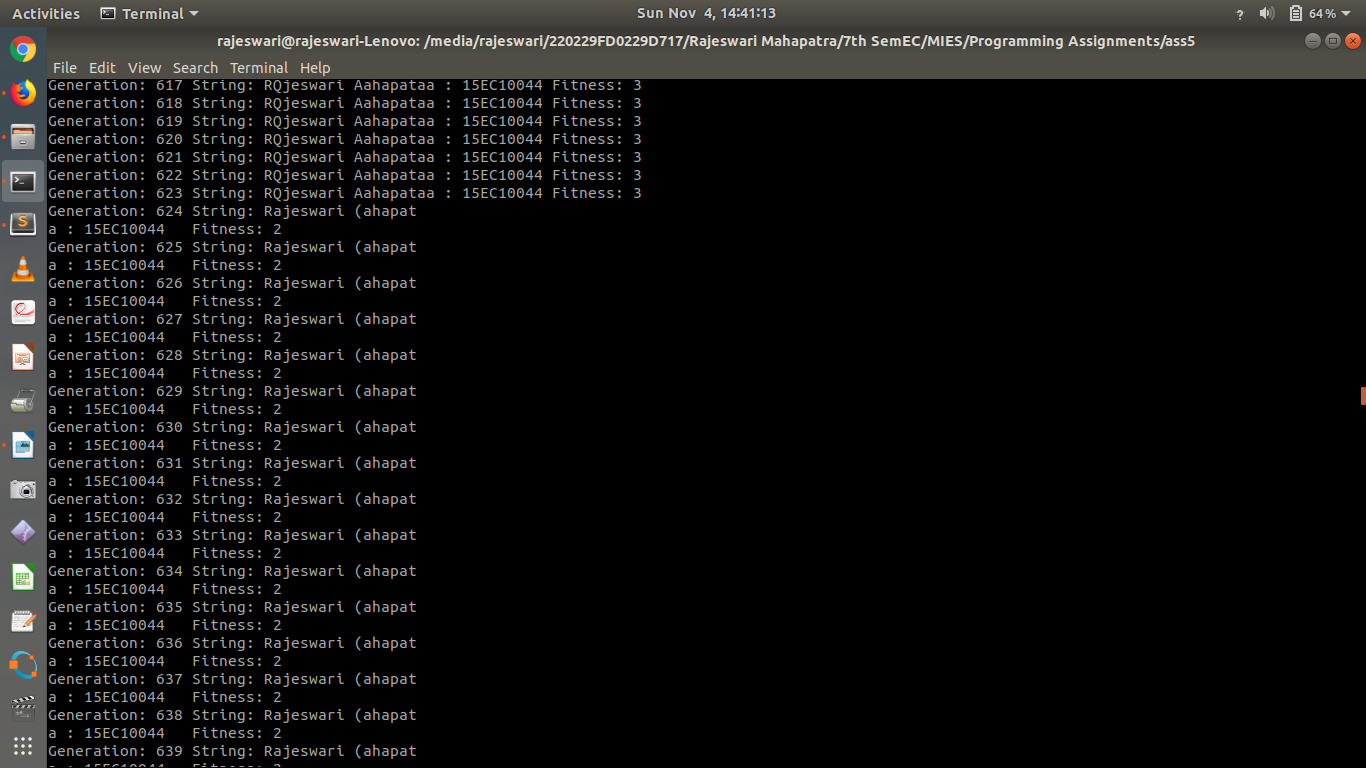 Activities Terminal Sun Nov 4, 14:41:13 ? 64%
rajeswari@rajeswari-Lenovo: /media/rajeswari/220229FD0229D717/Rajeswari Mahapatra/7th SemEC/MIES/Programming Assignments/ass5
File Edit View Search Terminal Help
Generation: 617 String: RQjeswari Aahapataa : 15EC10044 Fitness: 3
Generation: 618 String: RQjeswari Aahapataa : 15EC10044 Fitness: 3
Generation: 619 String: RQjeswari Aahapataa : 15EC10044 Fitness: 3
Generation: 620 String: RQjeswari Aahapataa : 15EC10044 Fitness: 3
Generation: 621 String: RQjeswari Aahapataa : 15EC10044 Fitness: 3
Generation: 622 String: RQjeswari Aahapataa : 15EC10044 Fitness: 3
Generation: 623 String: RQjeswari Aahapataa : 15EC10044 Fitness: 3
Generation: 624 String: Rajeswari (ahapat
a : 15EC10044 Fitness: 2
Generation: 625 String: Rajeswari (ahapat
a : 15EC10044 Fitness: 2
Generation: 626 String: Rajeswari (ahapat
a : 15EC10044 Fitness: 2
Generation: 627 String: Rajeswari (ahapat
a : 15EC10044 Fitness: 2
Generation: 628 String: Rajeswari (ahapat
a : 15EC10044 Fitness: 2
Generation: 629 String: Rajeswari (ahapat
a : 15EC10044 Fitness: 2
Generation: 630 String: Rajeswari (ahapat
a : 15EC10044 Fitness: 2
Generation: 631 String: Rajeswari (ahapat
a : 15EC10044 Fitness: 2
Generation: 632 String: Rajeswari (ahapat
a : 15EC10044 Fitness: 2
Generation: 633 String: Rajeswari (ahapat
a : 15EC10044 Fitness: 2
Generation: 634 String: Rajeswari (ahapat
a : 15EC10044 Fitness: 2
Generation: 635 String: Rajeswari (ahapat
a : 15EC10044 Fitness: 2
Generation: 636 String: Rajeswari (ahapat
a : 15EC10044 Fitness: 2
Generation: 637 String: Rajeswari (ahapat
a : 15EC10044 Fitness: 2
Generation: 638 String: Rajeswari (ahapat
a : 15EC10044 Fitness: 2
Generation: 639 String: Rajeswari (ahapat